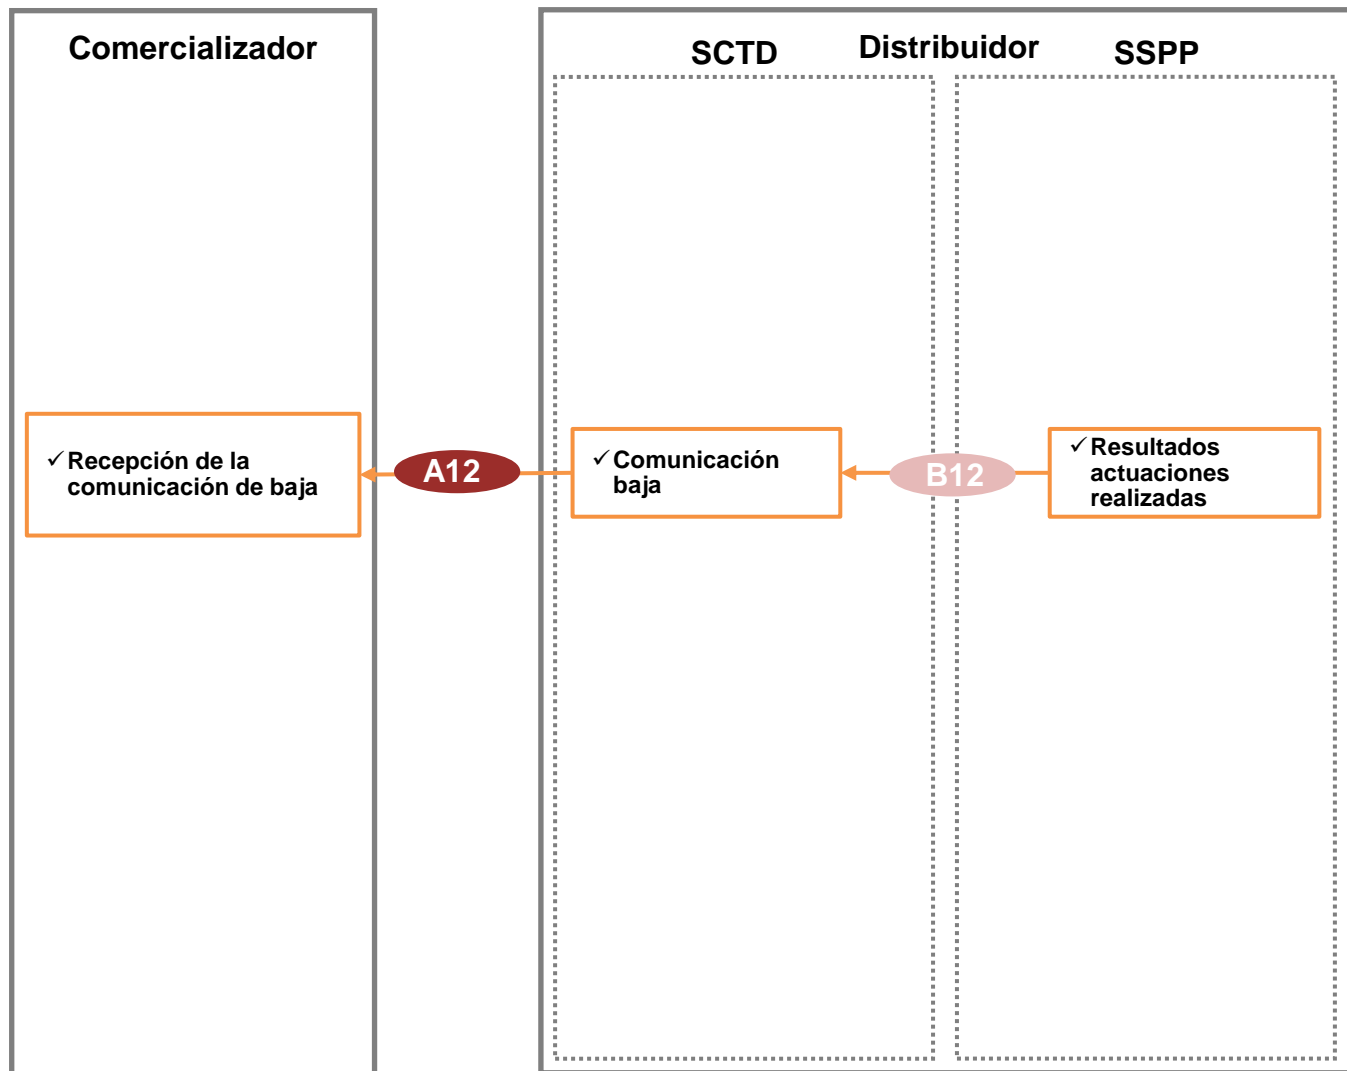 Comercializador
Distribuidor
SCTD
SSPP
✓Recepción de la
comunicación de baja
A12
✓Comunicación
baja
B12
✓Resultados
actuaciones
realizadas